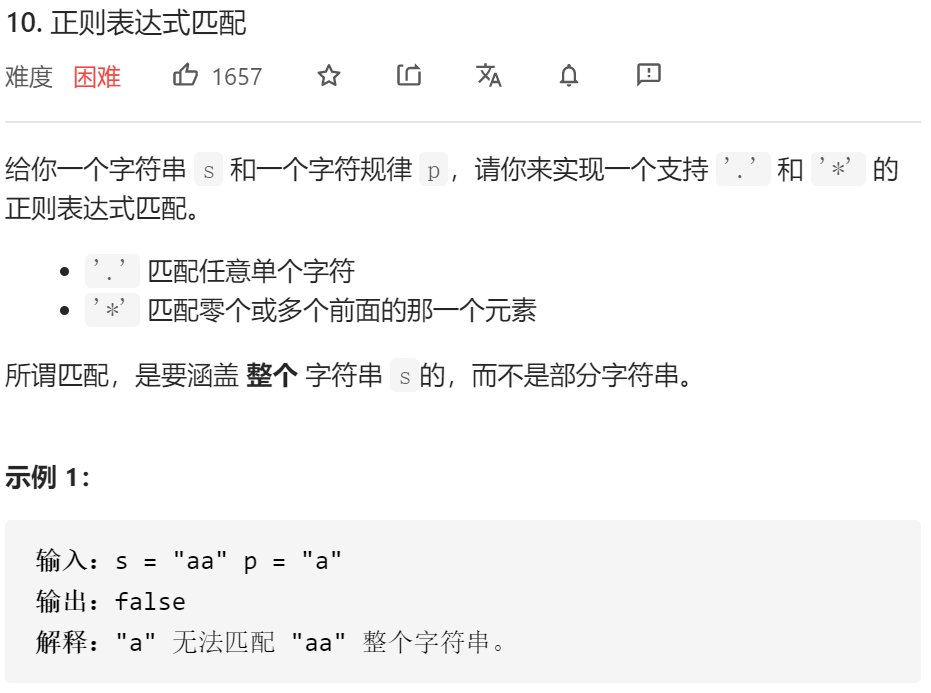 10. 正则表达式匹配
难度 困难 1657
给你一个字符串 s 和一个字符规律 p ，请你来实现一个支持 '.' 和 '*' 的
正则表达式匹配。
• '.' 匹配任意单个字符
• '*' 匹配零个或多个前面的那一个元素
所谓匹配，是要涵盖 整个 字符串 s 的，而不是部分字符串。
示例 1：
输入：s = "aa" p = "a"
输出：false
解释："a" 无法匹配 "aa" 整个字符串。